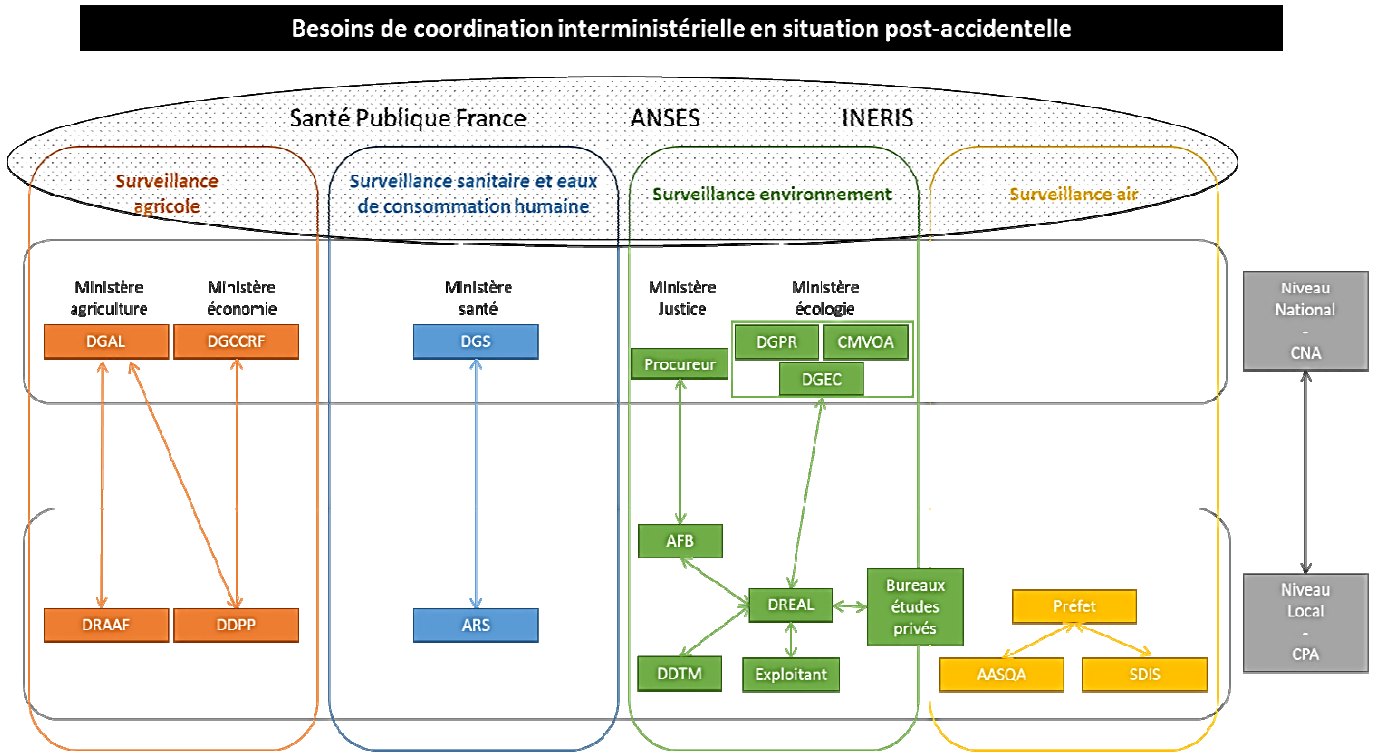 Besoins de coordination interministérielle en situation post-accidentelle
Santé Publique France ANSES INERIS
Surveillance
agricole
Surveillance sanitaire et eaux
de consommation humaine
Surveillance environnement
Surveillance air
Ministère
agriculture
Ministère
économie
Ministère
santé
Ministère
Justice
Ministère
écologie
DGAL
DGCCRF
DGS
Procureur
DGPR
CMVOA
DGEC
Niveau
National
-
CNA
AFB
DRAAF
DDPP
ARS
DREAL
Bureaux
études
privés
DDTM
Exploitant
Préfet
AASQA
SDIS
Niveau
Local
-
CPA